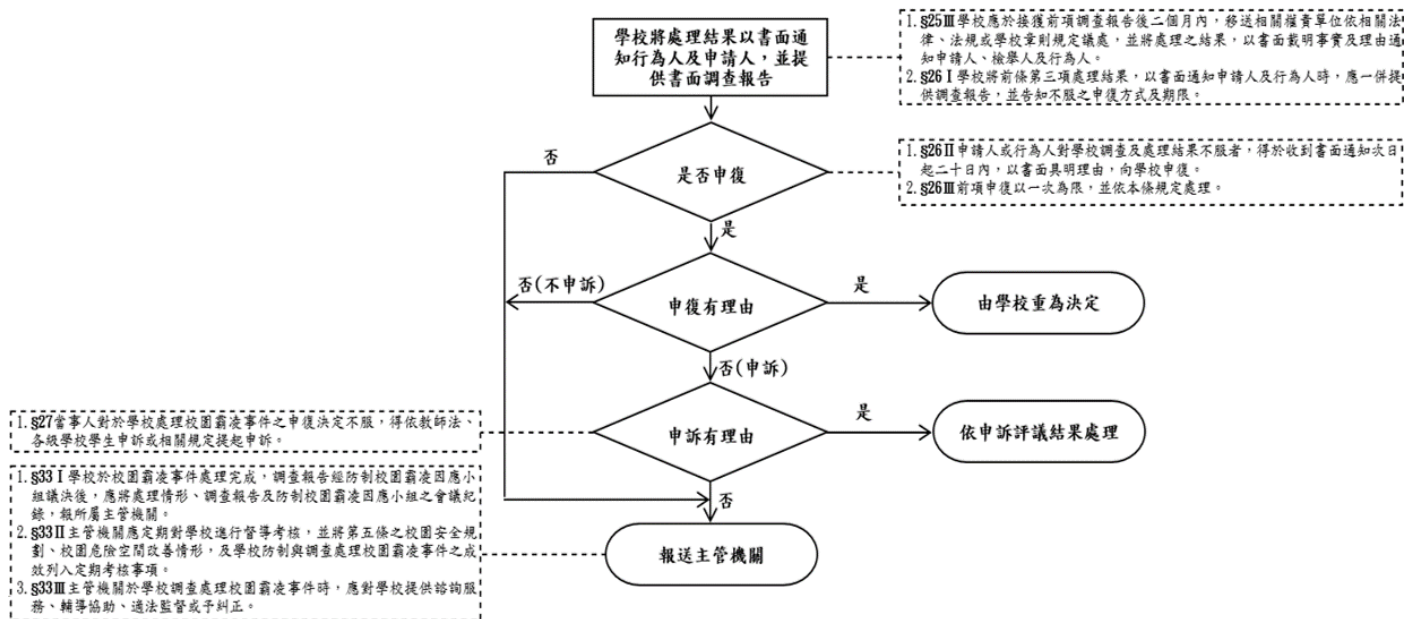 學校將處理結果以書面通
知行為人及申請人，並提
供書面調查報告
1. §25Ⅲ學校應於接獲前項調查報告後二個月內，移送相關權責單位依相關法
律、法規或學校章則規定議處，並將處理之結果，以書面載明事實及理由通
知申請人、檢舉人及行為人。
2. §26Ⅰ學校將前條第三項處理結果，以書面通知申請人及行為人時，應一併提
供調查報告，並告知不服之申復方式及期限。
否
是否申復
1. §26Ⅱ申請人或行為人對學校調查及處理結果不服者，得於收到書面通知次日
起二十日內，以書面具明理由，向學校申復。
2. §26Ⅲ前項申復以一次為限，並依本條規定處理。
是
否(不申訴)
申復有理由
是
由學校重為決定
否(申訴)
1. §27當事人對於學校處理校園霸凌事件之申復決定不服，得依教師法、
各級學校學生申訴或相關規定提起申訴。
申訴有理由
是
依申訴評議結果處理
1. §33Ⅰ學校於校園霸凌事件處理完成，調查報告經防制校園霸凌因應小
組議決後，應將處理情形、調查報告及防制校園霸凌因應小組之會議紀
錄，報所屬主管機關。
2. §33Ⅱ主管機關應定期對學校進行督導考核，並將第五條之校園安全規
劃、校園危險空間改善情形，及學校防制與調查處理校園霸凌事件之成
效列入定期考核事項。
3. §33Ⅲ主管機關於學校調查處理校園霸凌事件時，應對學校提供諮詢服
務、輔導協助、適法監督或予糾正。
否
報送主管機關